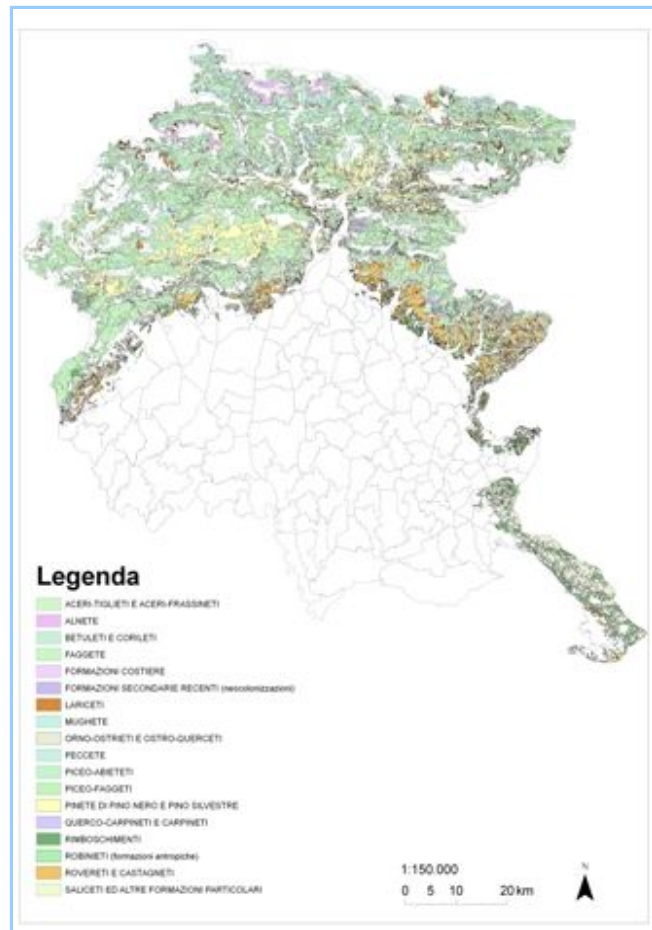 Legenda
ACERI-TIGLIETI E ACERI-FRASSINETI
ALNETE
BETULETI E CORILETI
FAGGETE
FORMAZIONI COSTIERE
FORMAZIONI SECONDARIE RECENTI (neocolonizzazioni)
LARICETI
MUGHETE
ORNO-OSTRIETI E OSTRO-QUERCETI
PECCETE
PICEO-ABIETETI
PICEO-FAGGETI
PINETE DI PINO NERO E PINO SILVESTRE
QUERCO-CARPINETI E CARPINETI
RIMBOSCHIMENTI
ROBINIETI (formazioni antropiche)
ROVERETI E CASTAGNETI
SALICETI ED ALTRE FORMAZIONI PARTICOLARI
1:150.000
0 5 10 20 km
N